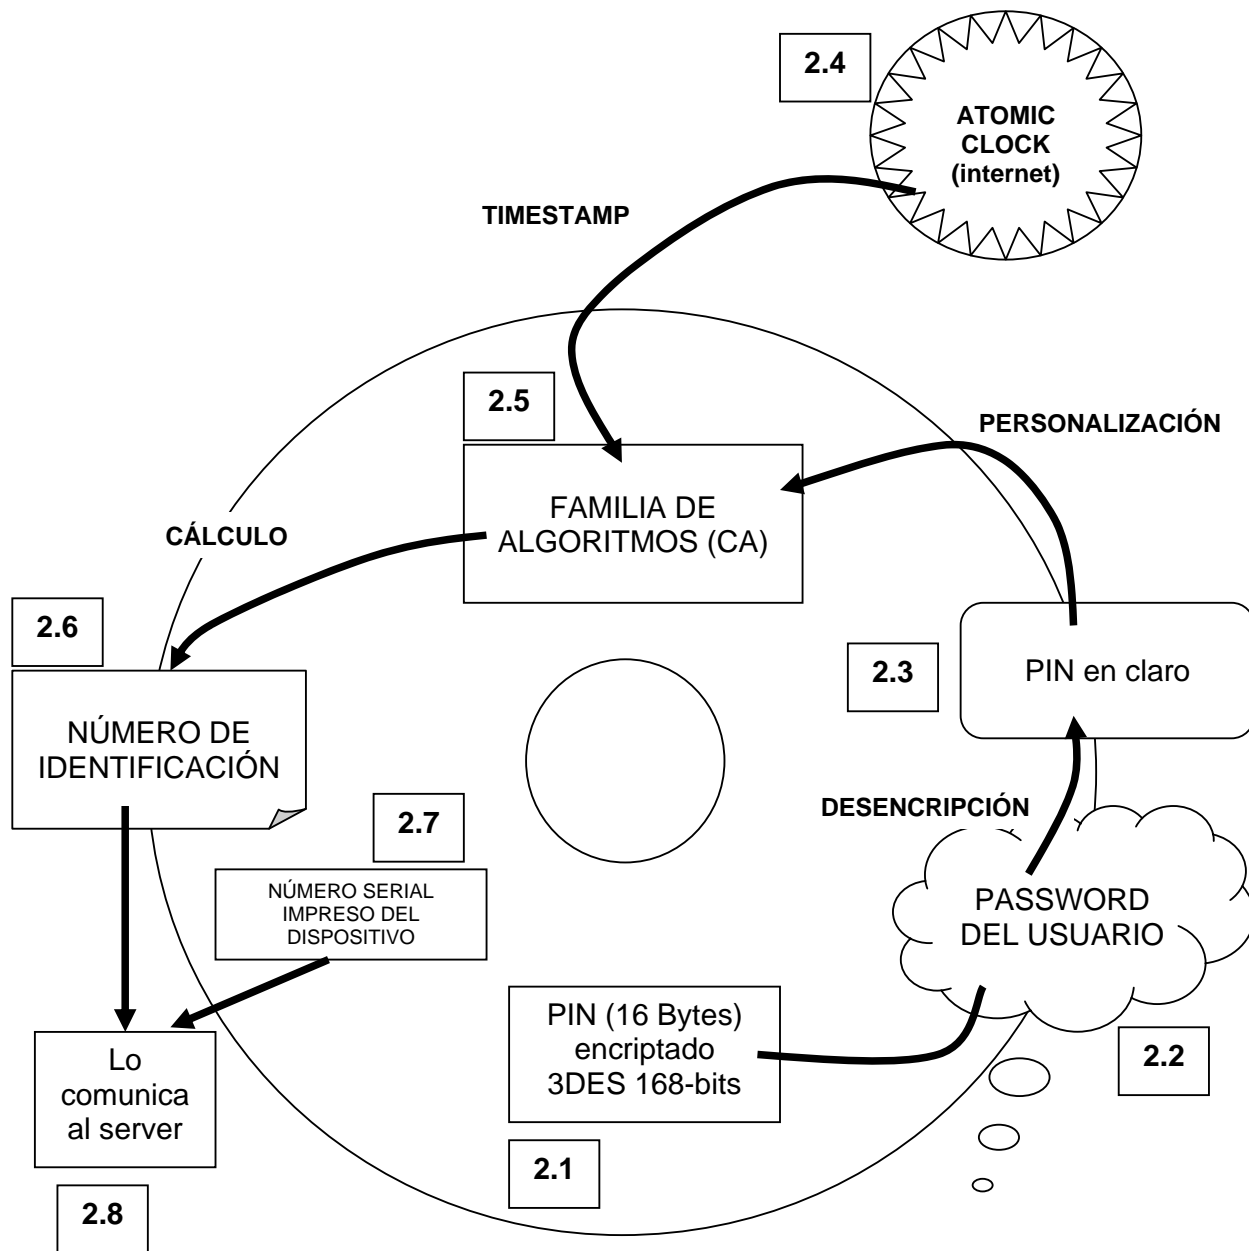 2.4
ATOMIC
CLOCK
(internet)
TIMESTAMP
2.5
PERSONALIZACIÓN
FAMILIA DE
ALGORITMOS (CA)
CÁLCULO
2.6
2.3
PIN en claro
NÚMERO DE
IDENTIFICACIÓN
DESENCRIPCIÓN
2.7
NÚMERO SERIAL
IMPRESO DEL
DISPOSITIVO
PASSWORD
DEL USUARIO
PIN (16 Bytes)
encriptado
3DES 168-bits
2.2
Lo
comunica
al server
2.1
2.8